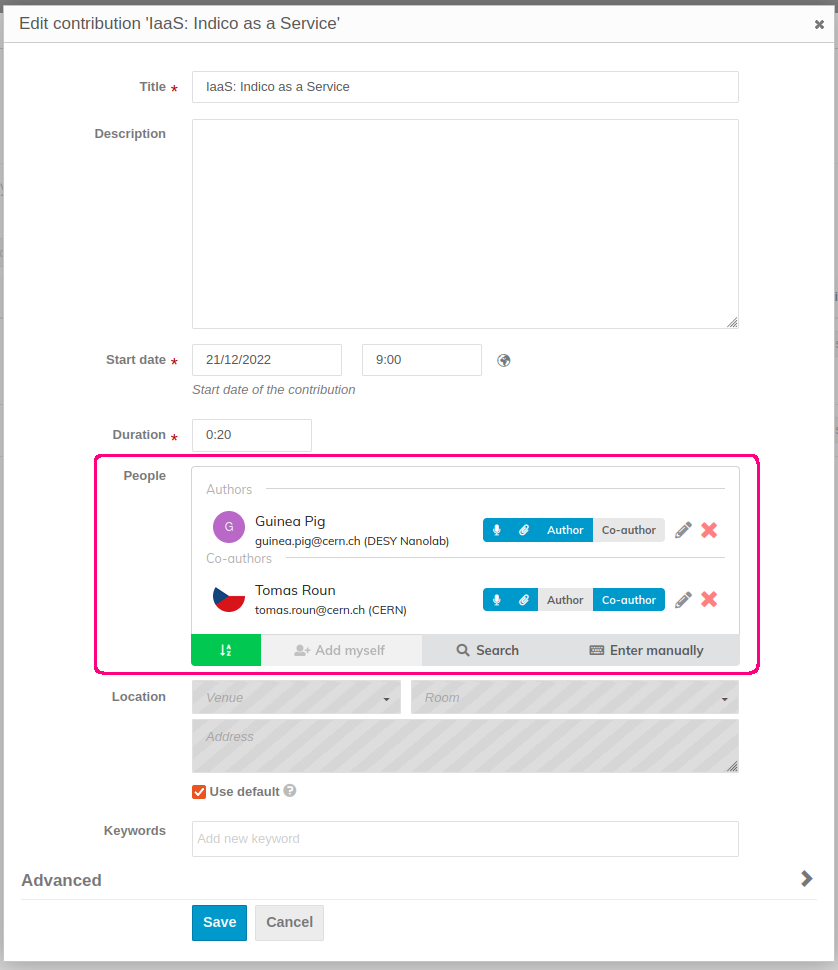 Edit contribution 'IaaS: Indico as a Service'
Title *
IaaS: Indico as a Service
Description
Start date *
21/12/2022
9:00
Start date of the contribution
Duration *
0:20
People
Authors
G
Guinea Pig
guinea.pig@cern.ch (DESY Nanolab)
Author
Co-author
Co-authors
Tomas Roun
tomas.roun@cern.ch (CERN)
Author
Co-author
Add myself
Search
Enter manually
Location
Venue
Room
Address
Use default
Keywords
Add new keyword
Advanced
Save
Cancel